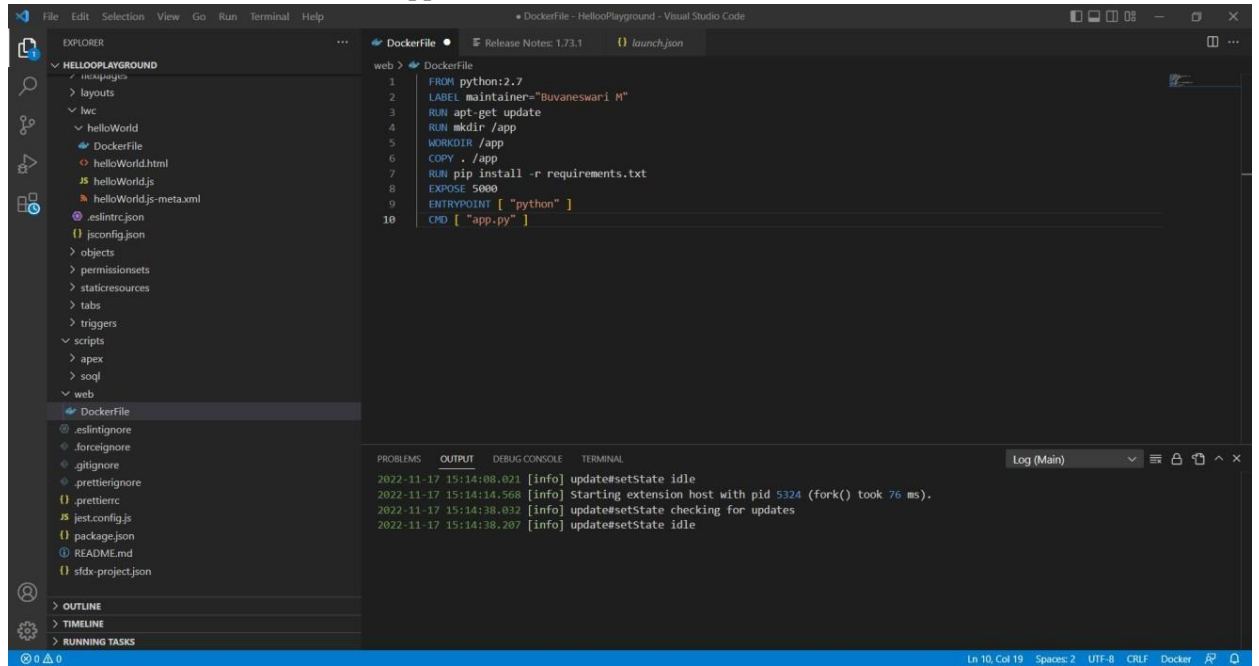 File Edit Selection View Go Run Terminal Help
● DockerFile - HellooPlayground - Visual Studio Code
EXPLORER
HELLOOPLAYGROUND
flexipages
layouts
lwc
helloWorld
DockerFile
helloWorld.html
JS helloWorld.js
helloWorld.js-meta.xml
.eslintrc.json
{} jsconfig.json
objects
permissionsets
staticresources
tabs
triggers
scripts
apex
soql
web
DockerFile
.eslintignore
.forceignore
.gitignore
.prettierignore
{} .prettierrc
JS jest.config.js
{} package.json
README.md
{} sfdx-project.json
OUTLINE
TIMELINE
RUNNING TASKS
DockerFile ● Release Notes: 1.73.1 {} launch.json
web > DockerFile
1 FROM python:2.7
2 LABEL maintainer="Buvaneswari M"
3 RUN apt-get update
4 RUN mkdir /app
5 WORKDIR /app
6 COPY . /app
7 RUN pip install -r requirements.txt
8 EXPOSE 5000
9 ENTRYPOINT [ "python" ]
10 CMD [ "app.py" ]
PROBLEMS OUTPUT DEBUG CONSOLE TERMINAL Log (Main)
2022-11-17 15:14:08.021 [info] update#setState idle
2022-11-17 15:14:14.568 [info] Starting extension host with pid 5324 (fork() took 76 ms).
2022-11-17 15:14:38.032 [info] update#setState checking for updates
2022-11-17 15:14:38.207 [info] update#setState idle
0 0 Ln 10, Col 19 Spaces: 2 UTF-8 CRLF Docker